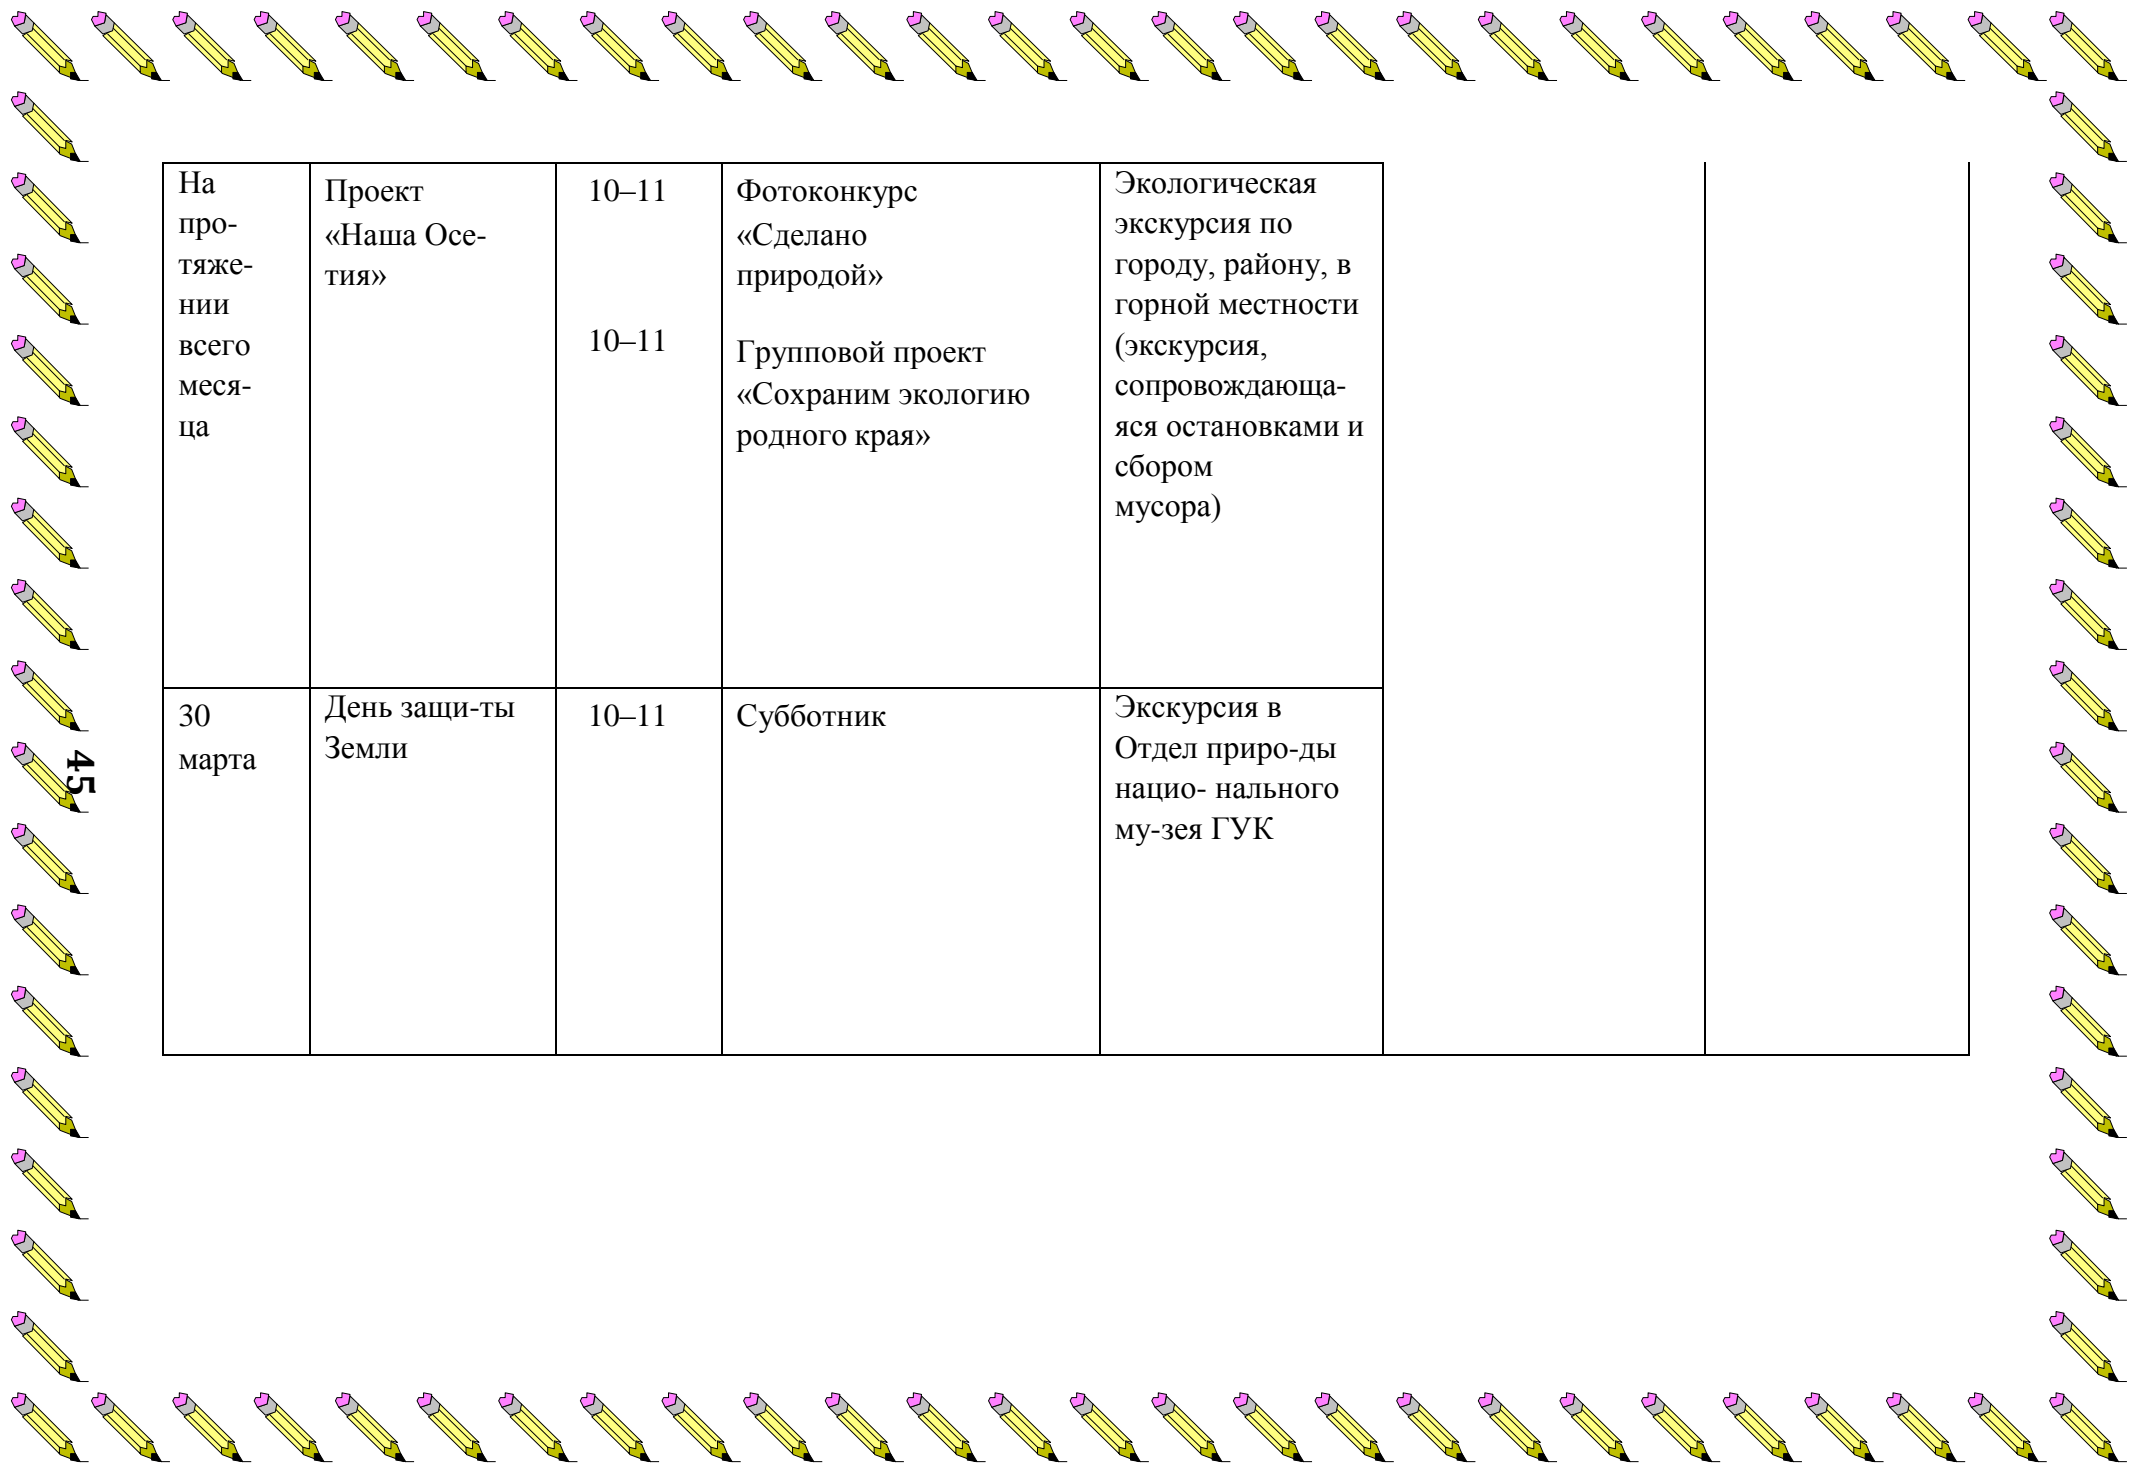 На
про-
тяже-
нии
всего
меся-
ца
Проект
«Наша Осе-
тия»
10–11
10–11
Фотоконкурс
«Сделано
природой»
Групповой проект
«Сохраним экологию
родного края»
Экологическая
экскурсия по
городу, району, в
горной местности
(экскурсия,
сопровождающа-
яся остановками и
сбором
мусора)
30
марта
День защи-ты
Земли
10–11
Субботник
Экскурсия в
Отдел приро-ды
нацио- нального
му-зея ГУК
45